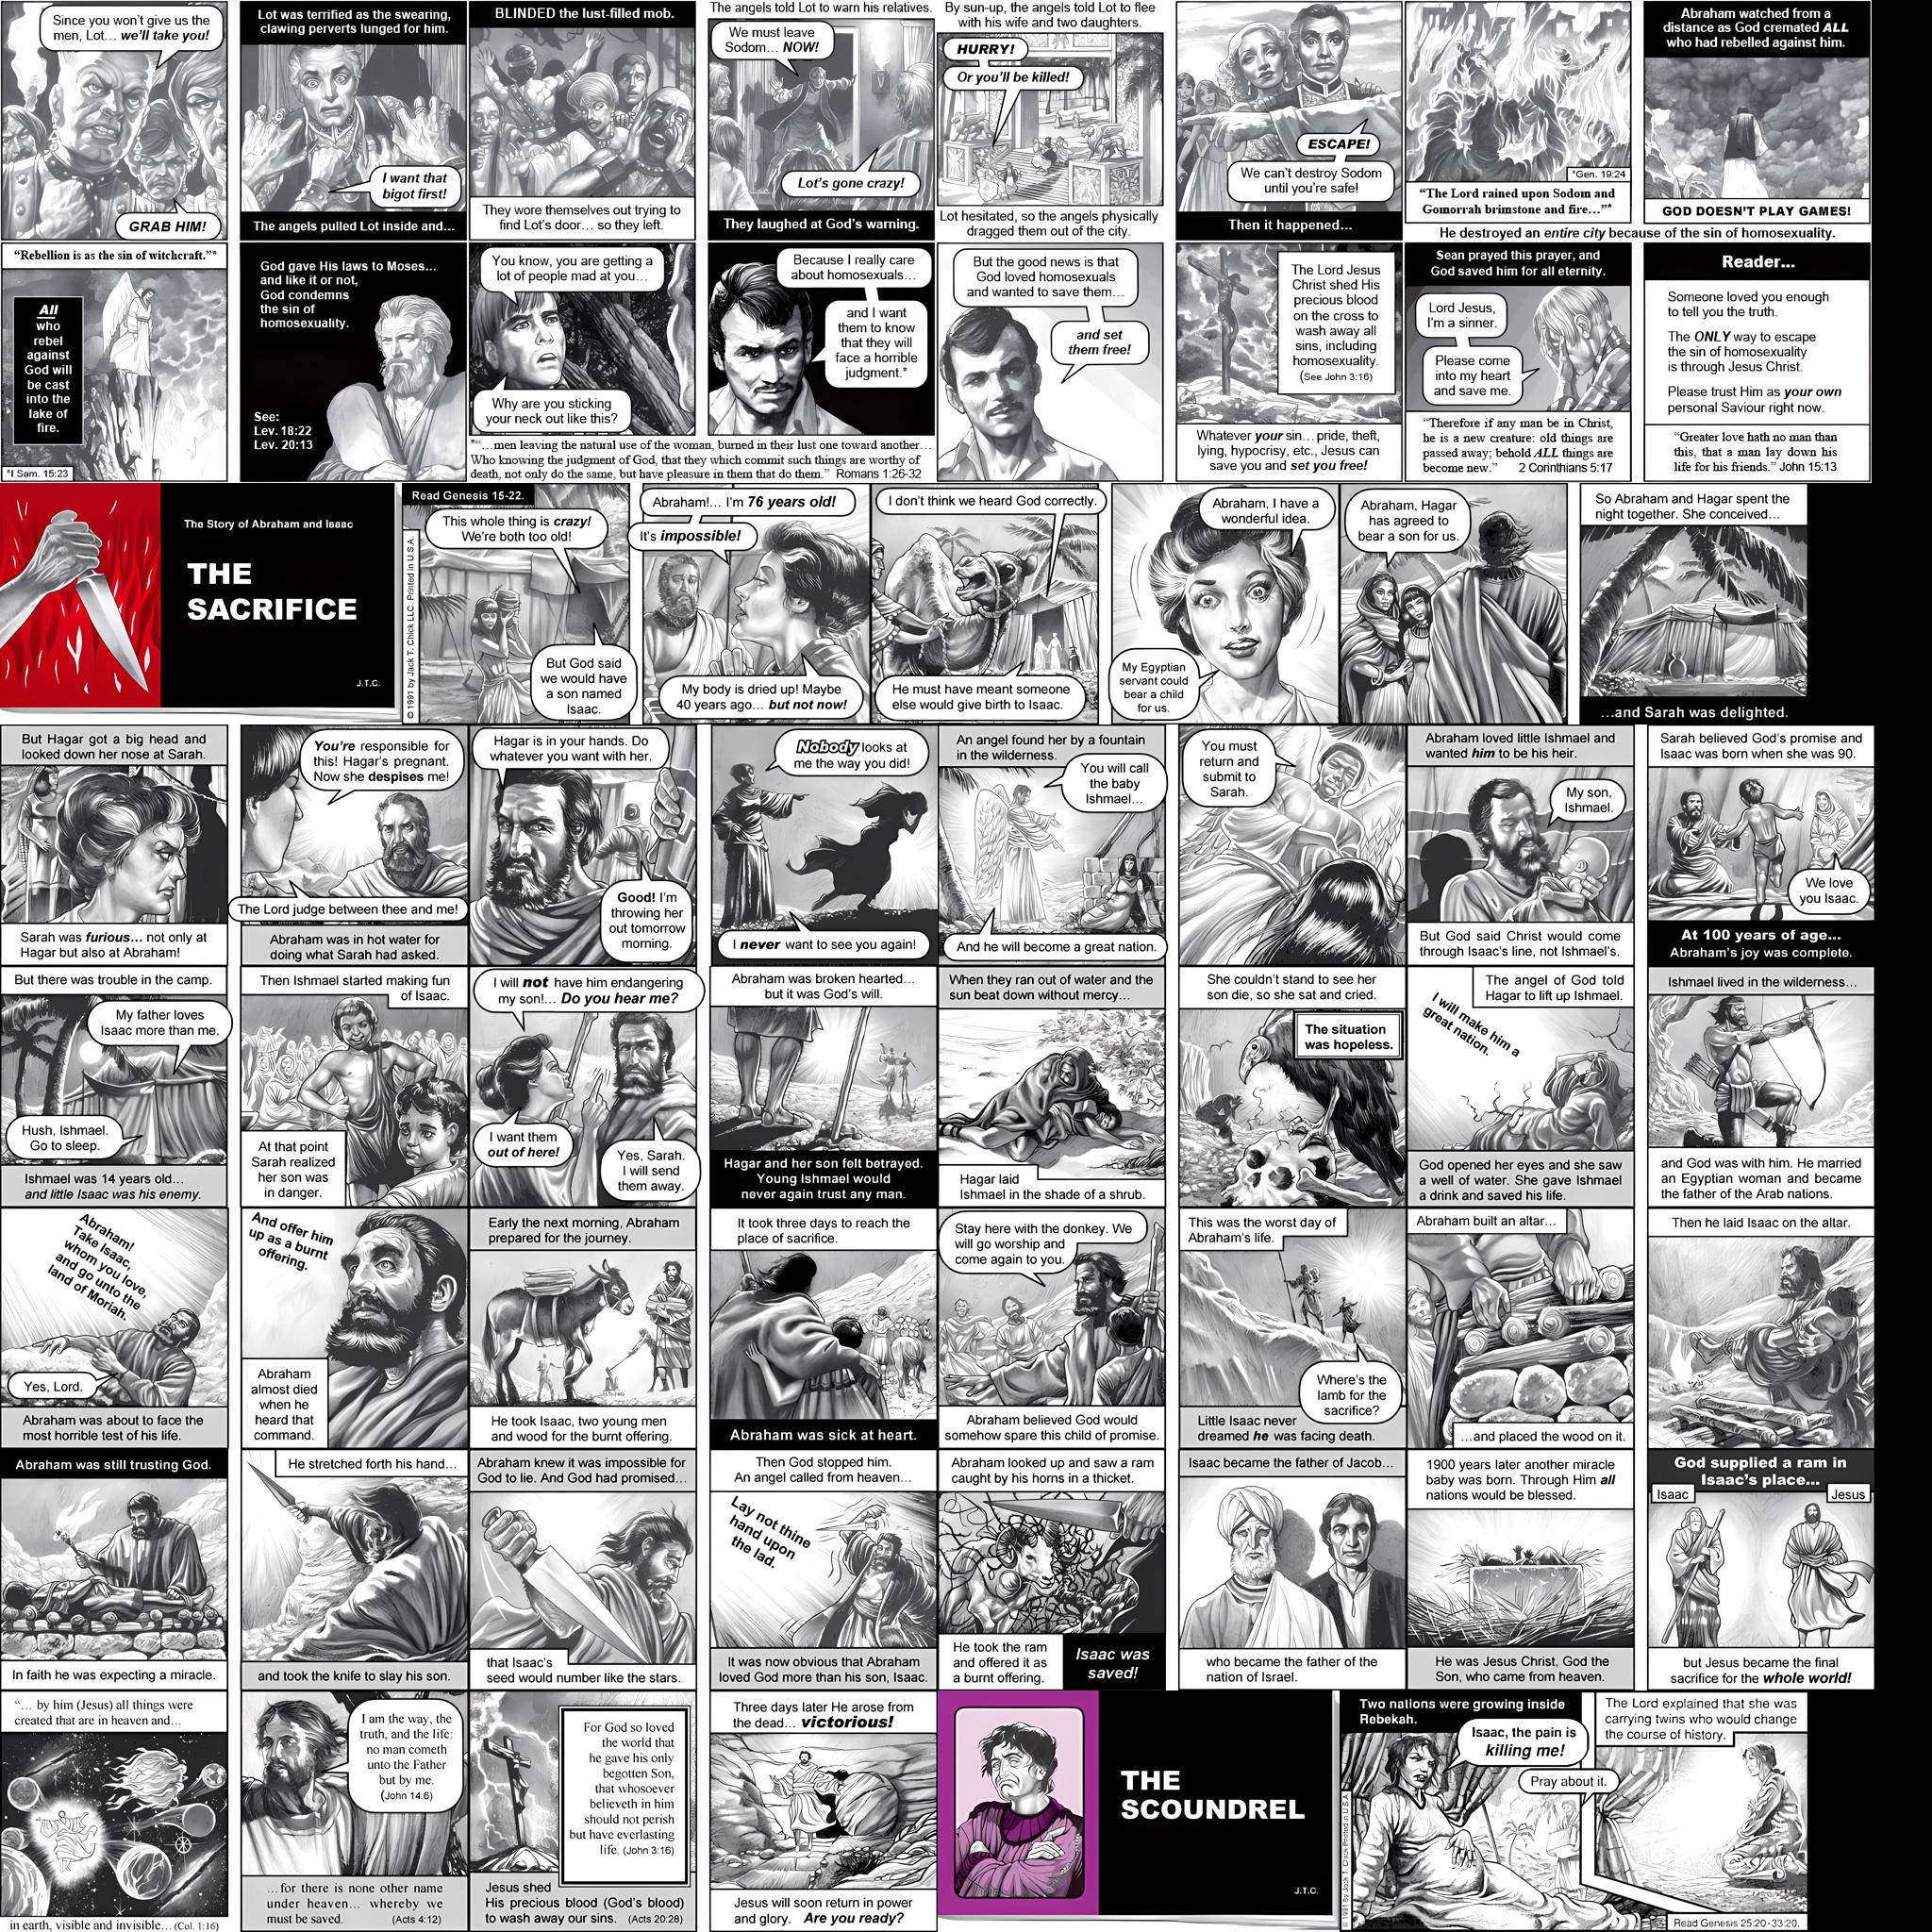 Since you won't give us the
men, Lot... we'll take you!
GRAB HIM!
Lot was terrified as the swearing,
clawing perverts lunged for him.
I want that
bigot first!
The angels pulled Lot inside and...
BLINDED the lust-filled mob.
They wore themselves out trying to
find Lot's door... so they left.
The angels told Lot to warn his relatives.
We must leave
Sodom... NOW!
Lot's gone crazy!
They laughed at God's warning.
By sun-up, the angels told Lot to flee
with his wife and two daughters.
HURRY!
Or you'll be killed!
Lot hesitated, so the angels physically
dragged them out of the city.
ESCAPE!
We can't destroy Sodom
until you're safe!
Then it happened...
*Gen. 19:24
"The Lord rained upon Sodom and
Gomorrah brimstone and fire..."*
Abraham watched from a
distance as God cremated ALL
who had rebelled against him.
GOD DOESN'T PLAY GAMES!
He destroyed an entire city because of the sin of homosexuality.
"Rebellion is as the sin of witchcraft."*
All
who
rebel
against
God will
be cast
into the
lake of
fire.
*I Sam. 15:23
God gave His laws to Moses...
and like it or not,
God condemns
the sin of
homosexuality.
See:
Lev. 18:22
Lev. 20:13
You know, you are getting a
lot of people mad at you...
Why are you sticking
your neck out like this?
Because I really care
about homosexuals...
and I want
them to know
that they will
face a horrible
judgment.*
*"...men leaving the natural use of the woman, burned in their lust one toward another...
Who knowing the judgment of God, that they which commit such things are worthy of
death, not only do the same, but have pleasure in them that do them." Romans 1:26-32
But the good news is that
God loved homosexuals
and wanted to save them...
and set
them free!
The Lord Jesus
Christ shed His
precious blood
on the cross to
wash away all
sins, including
homosexuality.
(See John 3:16)
Whatever your sin... pride, theft,
lying, hypocrisy, etc., Jesus can
save you and set you free!
Sean prayed this prayer, and
God saved him for all eternity.
Lord Jesus,
I'm a sinner.
Please come
into my heart
and save me.
"Therefore if any man be in Christ,
he is a new creature: old things are
passed away; behold ALL things are
become new." 2 Corinthians 5:17
Reader...
Someone loved you enough
to tell you the truth.
The ONLY way to escape
the sin of homosexuality
is through Jesus Christ.
Please trust Him as your own
personal Saviour right now.
"Greater love hath no man than
this, that a man lay down his
life for his friends." John 15:13
The Story of Abraham and Isaac
THE
SACRIFICE
J.T.C.
© 1991 by Jack T. Chick LLC. Printed in U.S.A.
Read Genesis 15-22.
This whole thing is crazy!
We're both too old!
But God said
we would have
a son named
Isaac.
Abraham!... I'm 76 years old!
It's impossible!
My body is dried up! Maybe
40 years ago... but not now!
I don't think we heard God correctly.
He must have meant someone
else would give birth to Isaac.
Abraham, I have a
wonderful idea.
My Egyptian
servant could
bear a child
for us.
Abraham, Hagar
has agreed to
bear a son for us.
So Abraham and Hagar spent the
night together. She conceived...
...and Sarah was delighted.
But Hagar got a big head and
looked down her nose at Sarah.
Sarah was furious... not only at
Hagar but also at Abraham!
You're responsible for
this! Hagar's pregnant.
Now she despises me!
The Lord judge between thee and me!
Abraham was in hot water for
doing what Sarah had asked.
Hagar is in your hands. Do
whatever you want with her.
Good! I'm
throwing her
out tomorrow
morning.
Nobody looks at
me the way you did!
I never want to see you again!
An angel found her by a fountain
in the wilderness.
You will call
the baby
Ishmael...
And he will become a great nation.
You must
return and
submit to
Sarah.
Abraham loved little Ishmael and
wanted him to be his heir.
My son,
Ishmael.
But God said Christ would come
through Isaac's line, not Ishmael's.
Sarah believed God's promise and
Isaac was born when she was 90.
We love
you Isaac.
At 100 years of age...
Abraham's joy was complete.
But there was trouble in the camp.
My father loves
Isaac more than me.
Hush, Ishmael.
Go to sleep.
Ishmael was 14 years old...
and little Isaac was his enemy.
Then Ishmael started making fun
of Isaac.
At that point
Sarah realized
her son was
in danger.
I will not have him endangering
my son!... Do you hear me?
I want them
out of here!
Yes, Sarah.
I will send
them away.
Abraham was broken hearted...
but it was God's will.
Hagar and her son felt betrayed.
Young Ishmael would
never again trust any man.
When they ran out of water and the
sun beat down without mercy...
Hagar laid
Ishmael in the shade of a shrub.
She couldn't stand to see her
son die, so she sat and cried.
The situation
was hopeless.
The angel of God told
Hagar to lift up Ishmael.
I will make him a
great nation.
God opened her eyes and she saw
a well of water. She gave Ishmael
a drink and saved his life.
Ishmael lived in the wilderness...
and God was with him. He married
an Egyptian woman and became
the father of the Arab nations.
Abraham!
Take Isaac,
whom you love,
and go unto the
land of Moriah.
Yes, Lord.
Abraham was about to face the
most horrible test of his life.
And offer him
up as a burnt
offering.
Abraham
almost died
when he
heard that
command.
Early the next morning, Abraham
prepared for the journey.
He took Isaac, two young men
and wood for the burnt offering.
It took three days to reach the
place of sacrifice.
Abraham was sick at heart.
Stay here with the donkey. We
will go worship and
come again to you.
Abraham believed God would
somehow spare this child of promise.
This was the worst day of
Abraham's life.
Where's the
lamb for the
sacrifice?
Little Isaac never
dreamed he was facing death.
Abraham built an altar...
...and placed the wood on it.
Then he laid Isaac on the altar.
Abraham was still trusting God.
In faith he was expecting a miracle.
He stretched forth his hand...
and took the knife to slay his son.
Abraham knew it was impossible for
God to lie. And God had promised...
that Isaac's
seed would number like the stars.
Then God stopped him.
An angel called from heaven...
Lay not thine
hand upon
the lad.
It was now obvious that Abraham
loved God more than his son, Isaac.
Abraham looked up and saw a ram
caught by his horns in a thicket.
He took the ram
and offered it as
a burnt offering.
Isaac was
saved!
Isaac became the father of Jacob...
who became the father of the
nation of Israel.
1900 years later another miracle
baby was born. Through Him all
nations would be blessed.
He was Jesus Christ, God the
Son, who came from heaven.
God supplied a ram in
Isaac's place...
Isaac
Jesus
but Jesus became the final
sacrifice for the whole world!
"... by him (Jesus) all things were
created that are in heaven and...
in earth, visible and invisible... (Col. 1:16)
I am the way, the
truth, and the life:
no man cometh
unto the Father
but by me.
(John 14:6)
...for there is none other name
under heaven... whereby we
must be saved. (Acts 4:12)
For God so loved
the world that
he gave his only
begotten Son,
that whosoever
believeth in him
should not perish
but have everlasting
life. (John 3:16)
Jesus shed
His precious blood (God's blood)
to wash away our sins. (Acts 20:28)
Three days later He arose from
the dead... victorious!
Jesus will soon return in power
and glory. Are you ready?
THE
SCOUNDREL
J.T.C.
© 1991 by Jack T. Chick Printed in U.S.A.
Two nations were growing inside
Rebekah.
Isaac, the pain is
killing me!
Pray about it.
The Lord explained that she was
carrying twins who would change
the course of history.
Read Genesis 25:20-33:20.